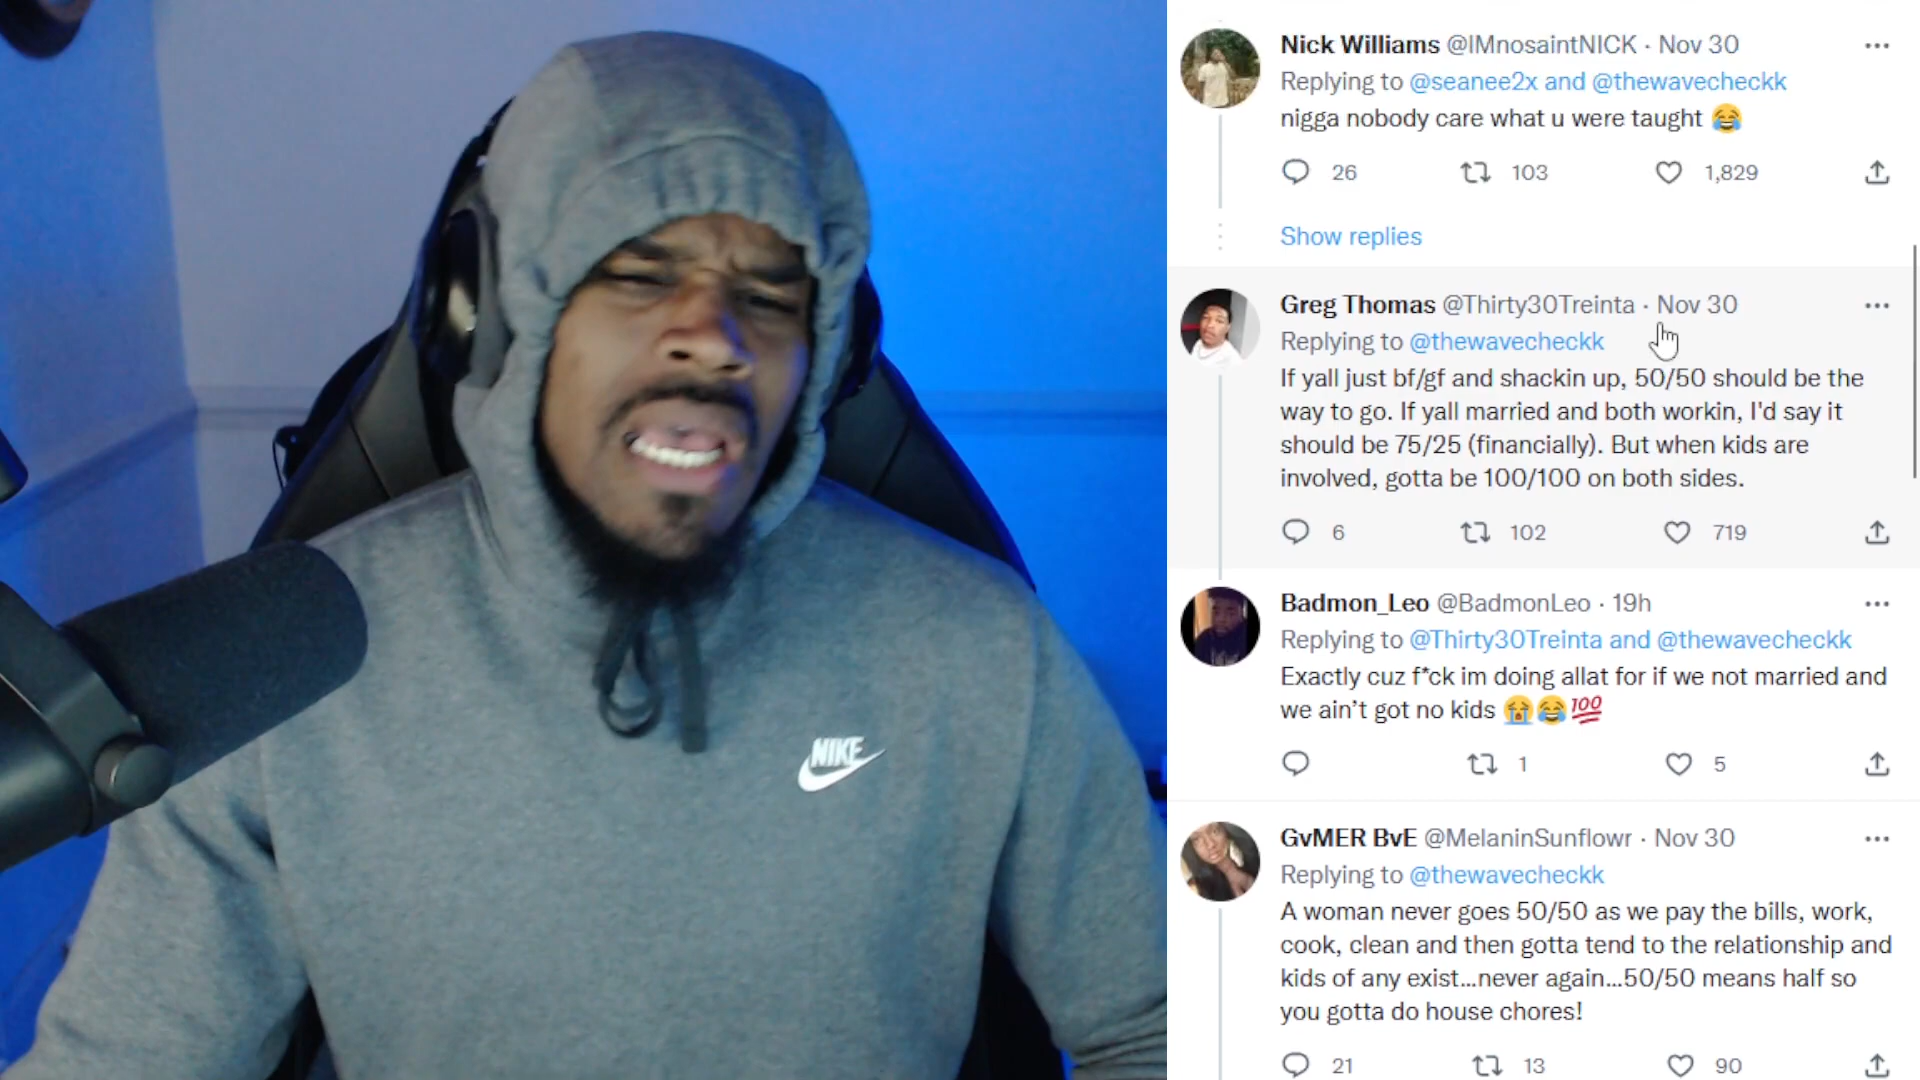 Nick Williams @IMnosaintNICK · Nov 30
Replying to @seanee2x and @thewavecheckk
nigga nobody care what u were taught 😂
26 103 1,829
Show replies
Greg Thomas @Thirty30Treinta · Nov 30
Replying to @thewavecheckk
If yall just bf/gf and shackin up, 50/50 should be the
way to go. If yall married and both workin, I'd say it
should be 75/25 (financially). But when kids are
involved, gotta be 100/100 on both sides.
6 102 719
Badmon_Leo @BadmonLeo · 19h
Replying to @Thirty30Treinta and @thewavecheckk
Exactly cuz f*ck im doing allat for if we not married and
we ain’t got no kids 😭😂💯
1 5
GvMER BvE @MelaninSunflowr · Nov 30
Replying to @thewavecheckk
A woman never goes 50/50 as we pay the bills, work,
cook, clean and then gotta tend to the relationship and
kids of any exist...never again...50/50 means half so
you gotta do house chores!
21 13 90
NIKE